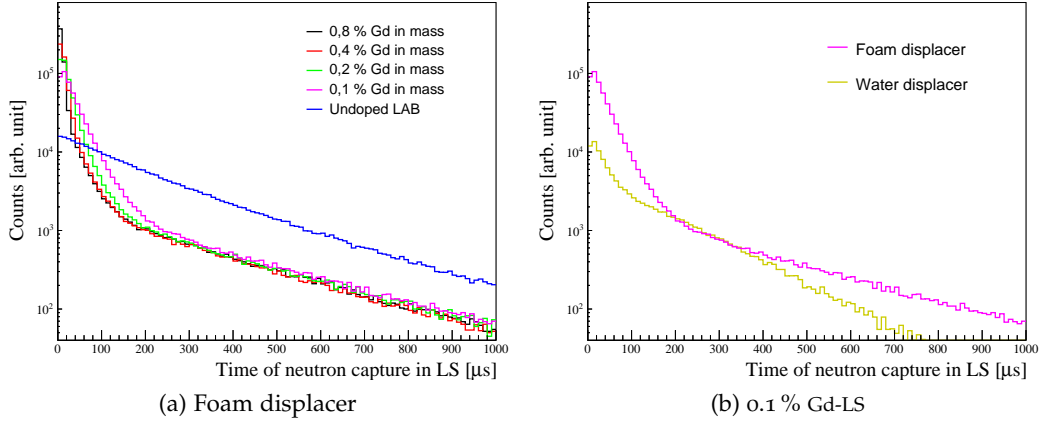 0,8 % Gd in mass
0,4 % Gd in mass
0,2 % Gd in mass
0,1 % Gd in mass
Undoped LAB
Counts [arb. unit]
10⁵
10⁴
10³
10²
0 100 200 300 400 500 600 700 800 900 1000
Time of neutron capture in LS [μs]
(a) Foam displacer
Foam displacer
Water displacer
Counts [arb. unit]
10⁵
10⁴
10³
10²
0 100 200 300 400 500 600 700 800 900 1000
Time of neutron capture in LS [μs]
(b) 0.1 % Gd-LS